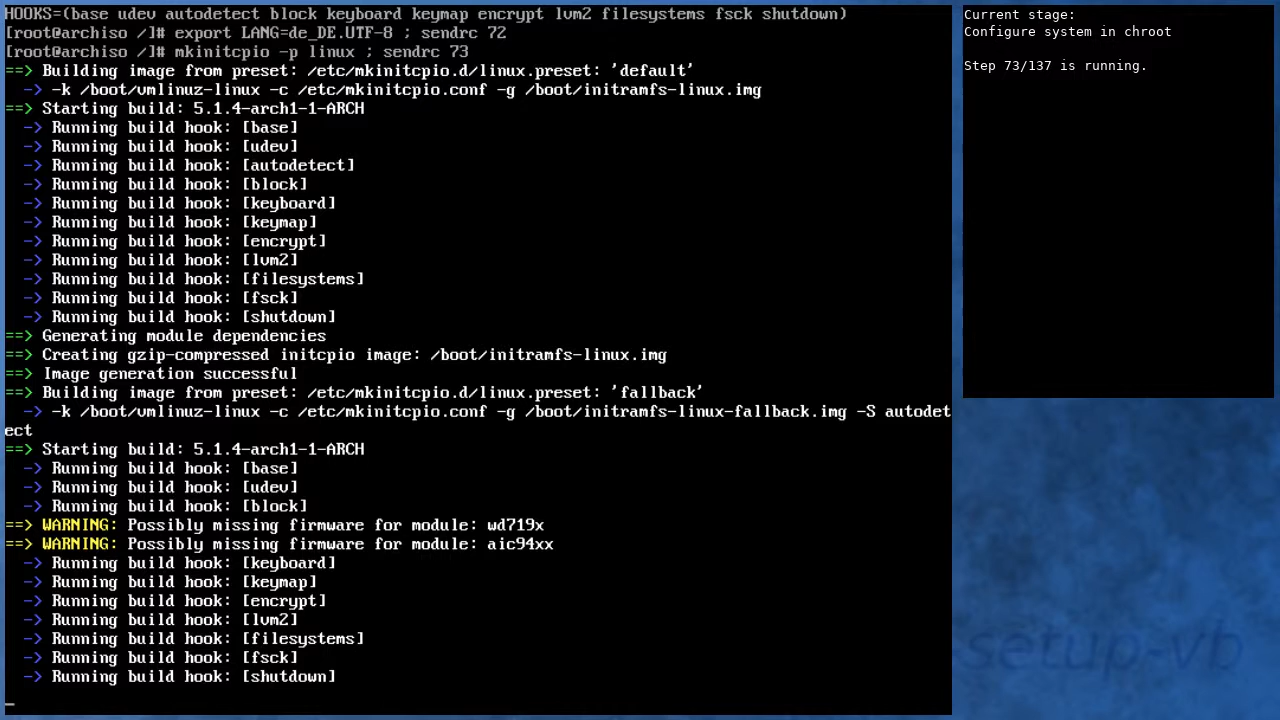 HOOKS=(base udev autodetect block keyboard keymap encrypt lvm2 filesystems fsck shutdown)
[root@archiso /]# export LANG=de_DE.UTF-8 ; sendrc 72
[root@archiso /]# mkinitcpio -p linux ; sendrc 73
==> Building image from preset: /etc/mkinitcpio.d/linux.preset: 'default'
  -> -k /boot/vmlinuz-linux -c /etc/mkinitcpio.conf -g /boot/initramfs-linux.img
==> Starting build: 5.1.4-arch1-1-ARCH
  -> Running build hook: [base]
  -> Running build hook: [udev]
  -> Running build hook: [autodetect]
  -> Running build hook: [block]
  -> Running build hook: [keyboard]
  -> Running build hook: [keymap]
  -> Running build hook: [encrypt]
  -> Running build hook: [lvm2]
  -> Running build hook: [filesystems]
  -> Running build hook: [fsck]
  -> Running build hook: [shutdown]
==> Generating module dependencies
==> Creating gzip-compressed initcpio image: /boot/initramfs-linux.img
==> Image generation successful
==> Building image from preset: /etc/mkinitcpio.d/linux.preset: 'fallback'
  -> -k /boot/vmlinuz-linux -c /etc/mkinitcpio.conf -g /boot/initramfs-linux-fallback.img -S autodet
ect
==> Starting build: 5.1.4-arch1-1-ARCH
  -> Running build hook: [base]
  -> Running build hook: [udev]
  -> Running build hook: [block]
==> WARNING: Possibly missing firmware for module: wd719x
==> WARNING: Possibly missing firmware for module: aic94xx
  -> Running build hook: [keyboard]
  -> Running build hook: [keymap]
  -> Running build hook: [encrypt]
  -> Running build hook: [lvm2]
  -> Running build hook: [filesystems]
  -> Running build hook: [fsck]
  -> Running build hook: [shutdown]
_
Current stage:
Configure system in chroot
Step 73/137 is running.
setup-vb